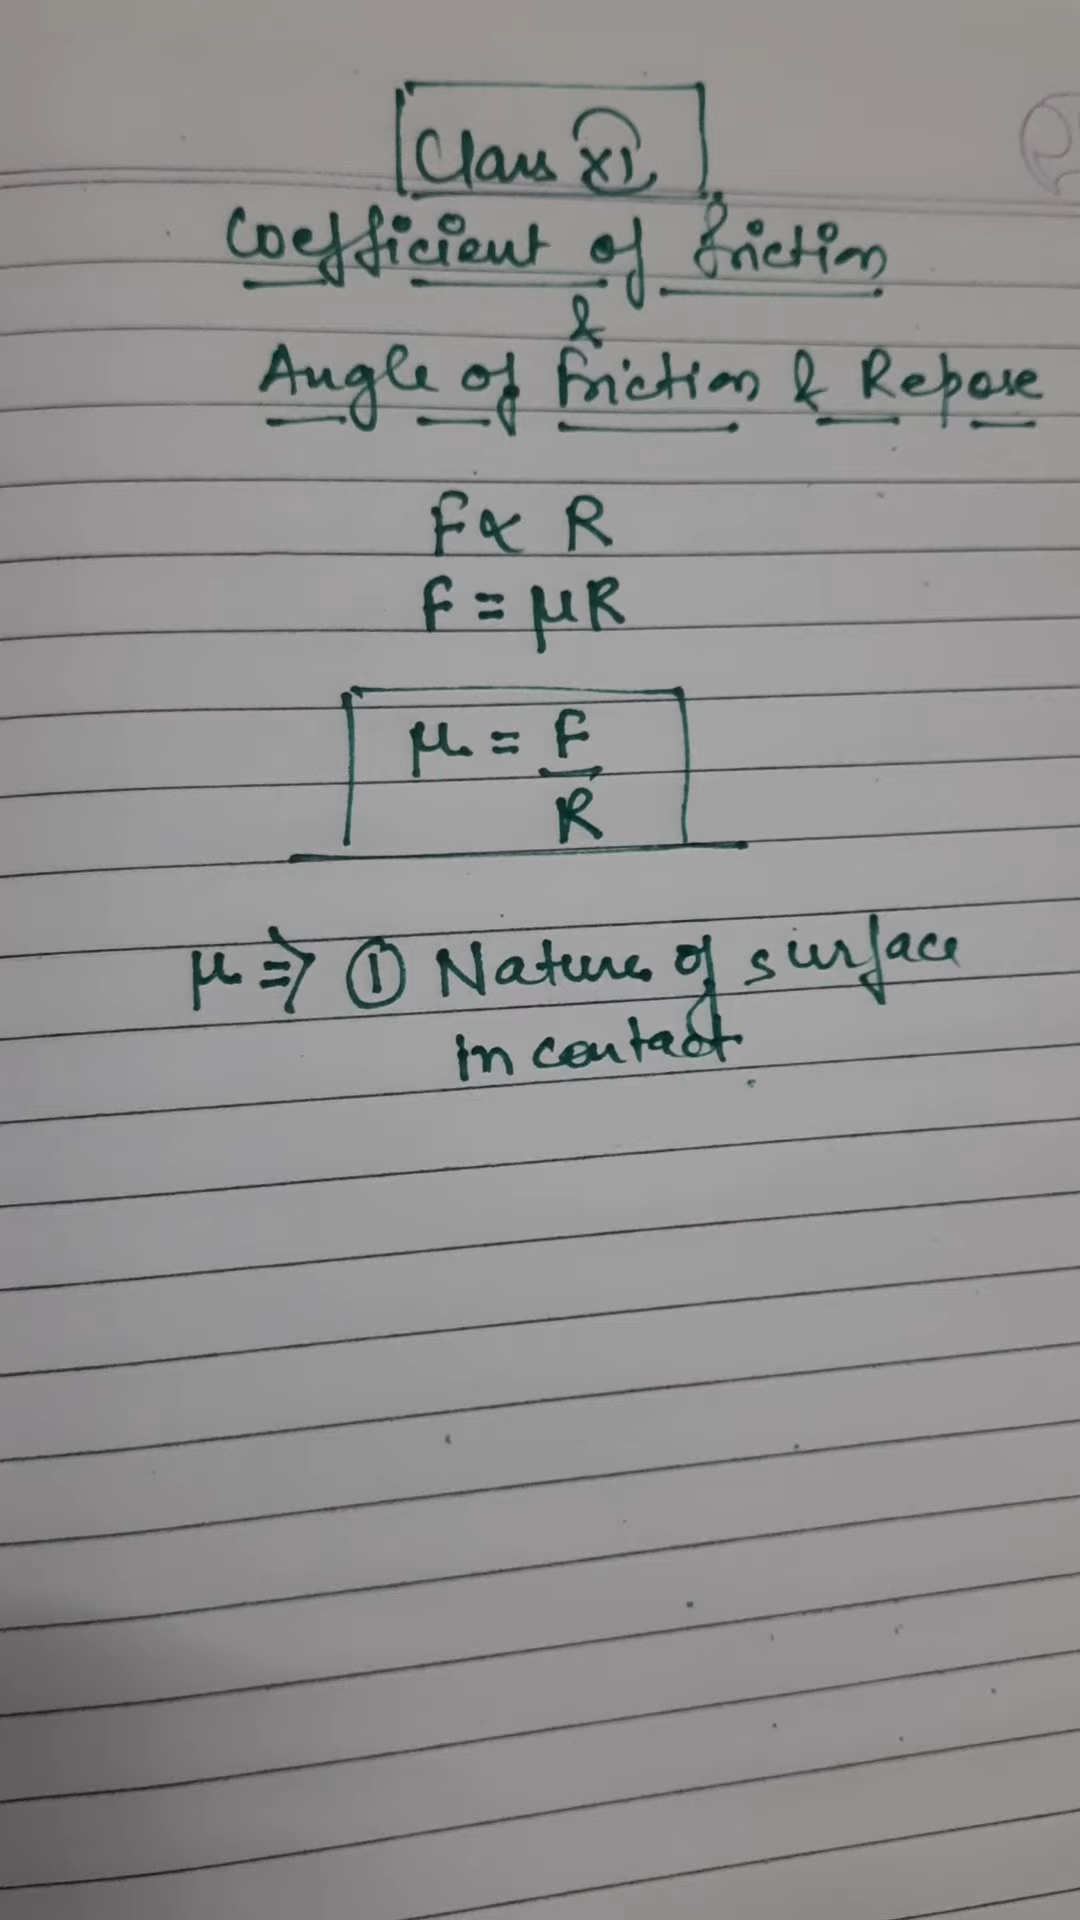 Class XI
Coefficient of friction
&
Angle of Friction & Repose
F ∝ R
F = μR
μ = F
R
μ ⇒ ① Nature of surface
in contact